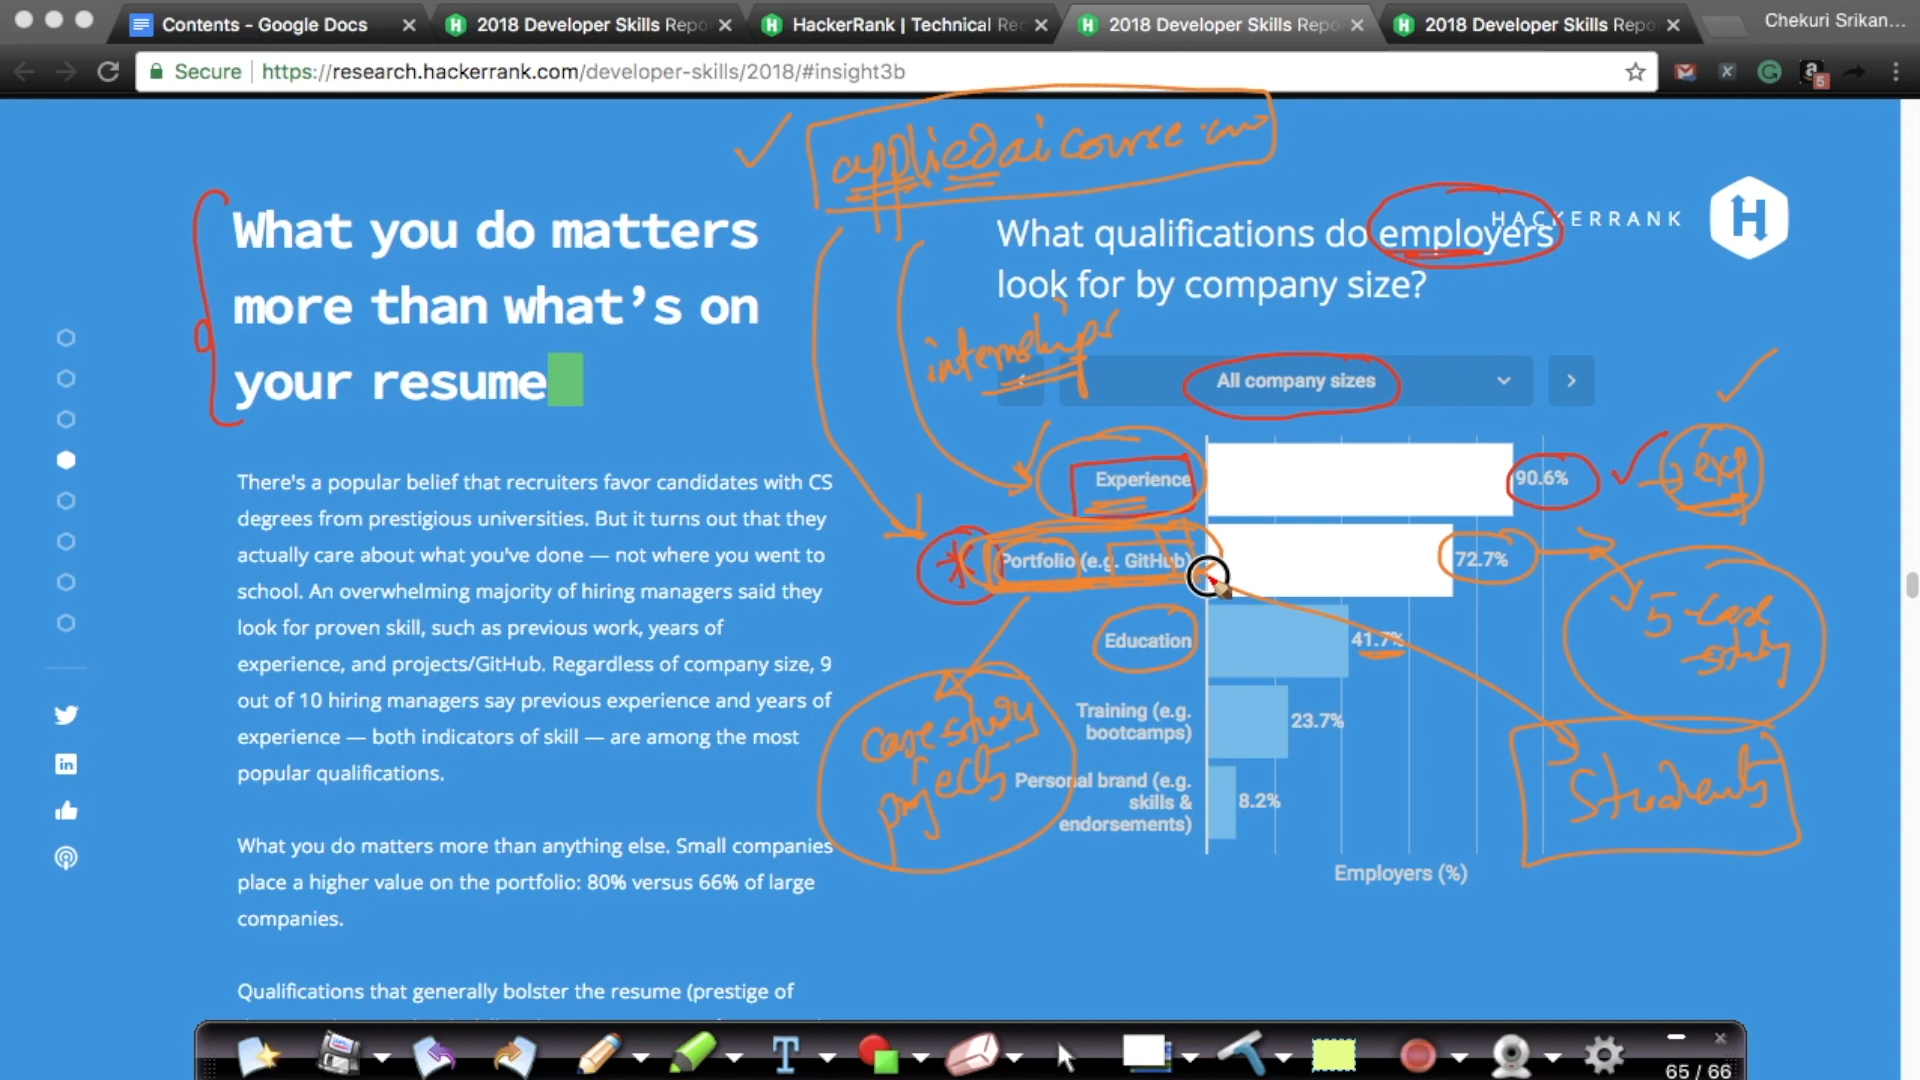 Contents - Google Docs
2018 Developer Skills Repo
HackerRank | Technical Rec
2018 Developer Skills Repo
2018 Developer Skills Repo
Chekuri Srikan...
Secure
https://research.hackerrank.com/developer-skills/2018/#insight3b
5
appliedaicourse.com
What you do matters
more than what's on
your resume
HACKERRANK
What qualifications do employers
look for by company size?
internships
All company sizes
Experience
90.6%
exp
Portfolio (e.g. GitHub)
72.7%
5-case
study
Education
41.7%
Training (e.g.
bootcamps)
23.7%
case study
projects
Students
Personal brand (e.g.
skills &
endorsements)
8.2%
Employers (%)
There's a popular belief that recruiters favor candidates with CS
degrees from prestigious universities. But it turns out that they
actually care about what you've done — not where you went to
school. An overwhelming majority of hiring managers said they
look for proven skill, such as previous work, years of
experience, and projects/GitHub. Regardless of company size, 9
out of 10 hiring managers say previous experience and years of
experience — both indicators of skill — are among the most
popular qualifications.
What you do matters more than anything else. Small companies
place a higher value on the portfolio: 80% versus 66% of large
companies.
Qualifications that generally bolster the resume (prestige of
65 / 66